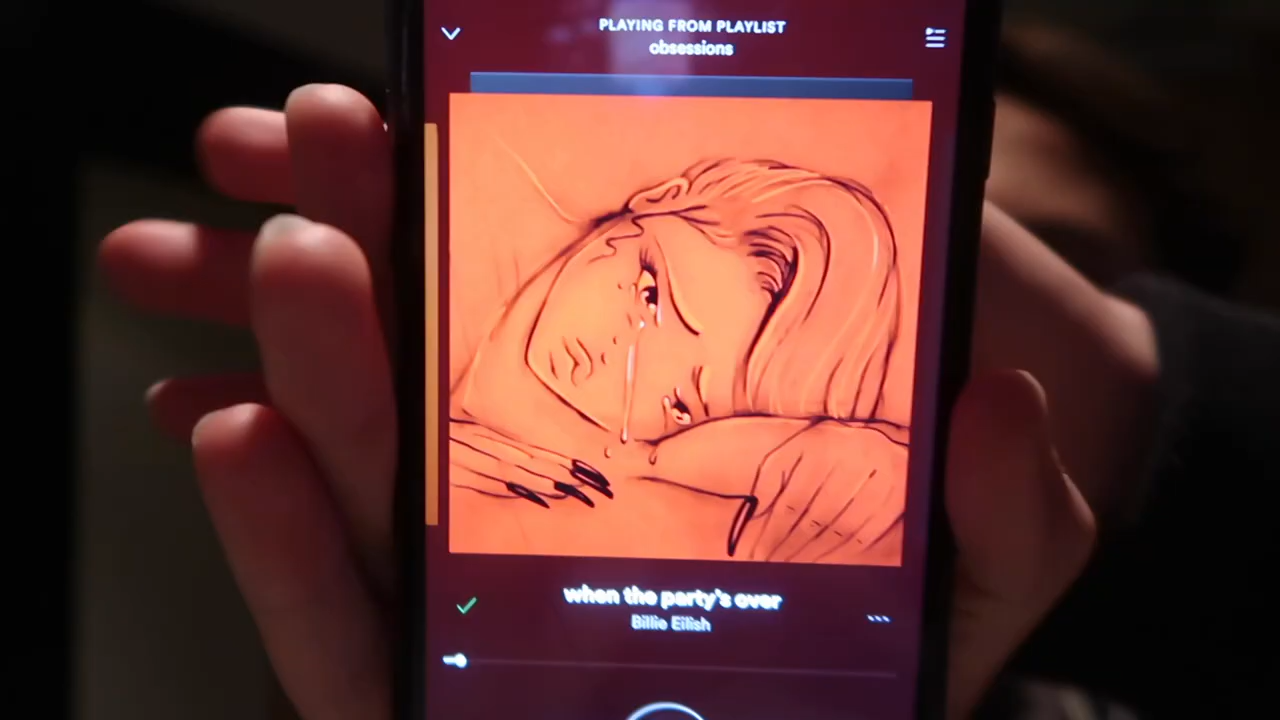 PLAYING FROM PLAYLIST
obsessions
when the party's over
Billie Eilish